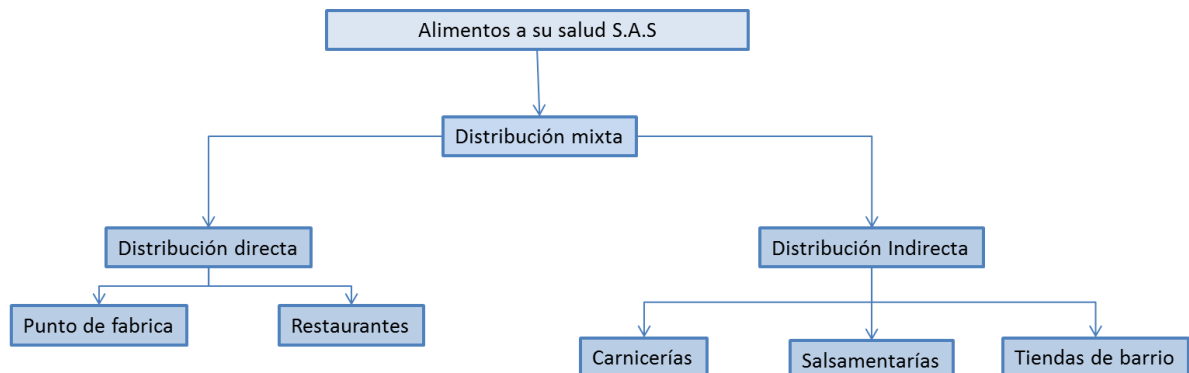 Alimentos a su salud S.A.S
Distribución mixta
Distribución directa
Distribución Indirecta
Punto de fabrica
Restaurantes
Carnicerías
Salsamentarías
Tiendas de barrio